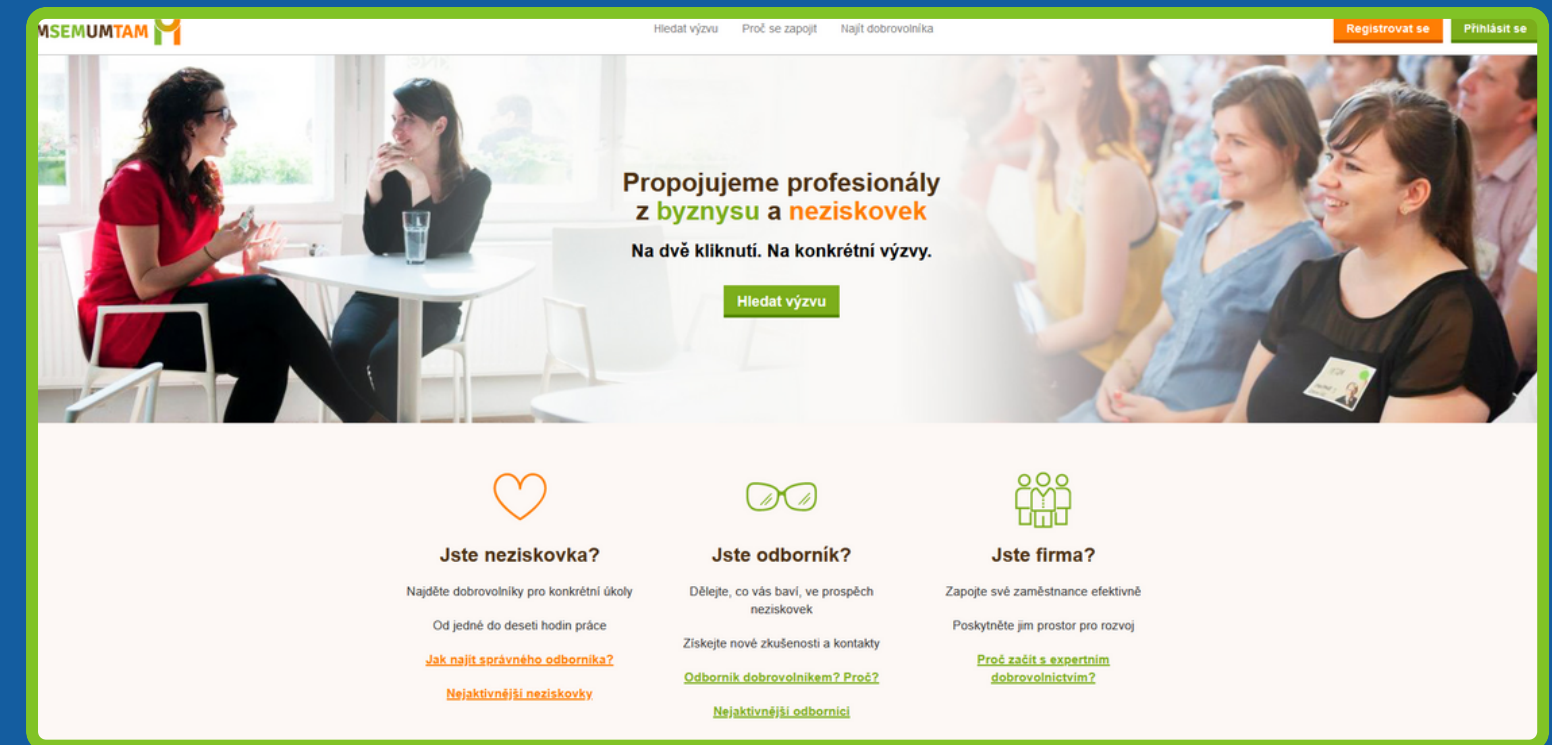 MSEMUMTAM
Hledat výzvu Proč se zapojit Najít dobrovolníka
Registrovat se Přihlásit se
Propojujeme profesionály
z byznysu a neziskovek
Na dvě kliknutí. Na konkrétní výzvy.
Hledat výzvu
Jste neziskovka?
Najděte dobrovolníky pro konkrétní úkoly
Od jedné do deseti hodin práce
Jak najít správného odborníka?
Nejaktivnější neziskovky
Jste odborník?
Dělejte, co vás baví, ve prospěch
neziskovek
Získejte nové zkušenosti a kontakty
Odborník dobrovolníkem? Proč?
Nejaktivnější odborníci
Jste firma?
Zapojte své zaměstnance efektivně
Poskytněte jim prostor pro rozvoj
Proč začít s expertním
dobrovolnictvím?